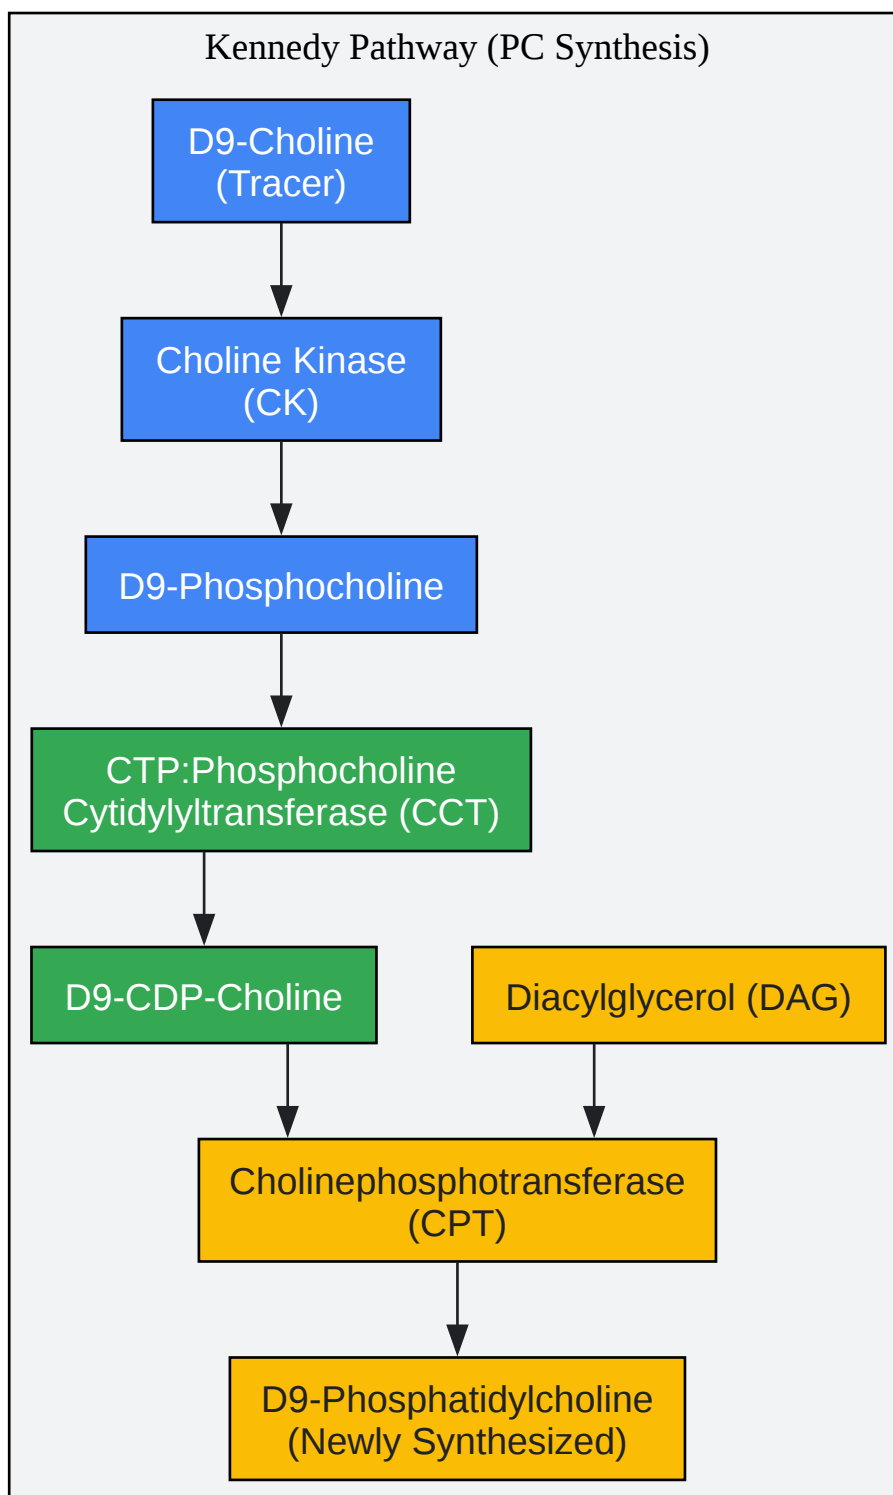 Kennedy Pathway (PC Synthesis)
D9-Choline
(Tracer)
Choline Kinase
(CK)
D9-Phosphocholine
CTP:Phosphocholine
Cytidylyltransferase (CCT)
D9-CDP-Choline
Diacylglycerol (DAG)
Cholinephosphotransferase
(CPT)
D9-Phosphatidylcholine
(Newly Synthesized)